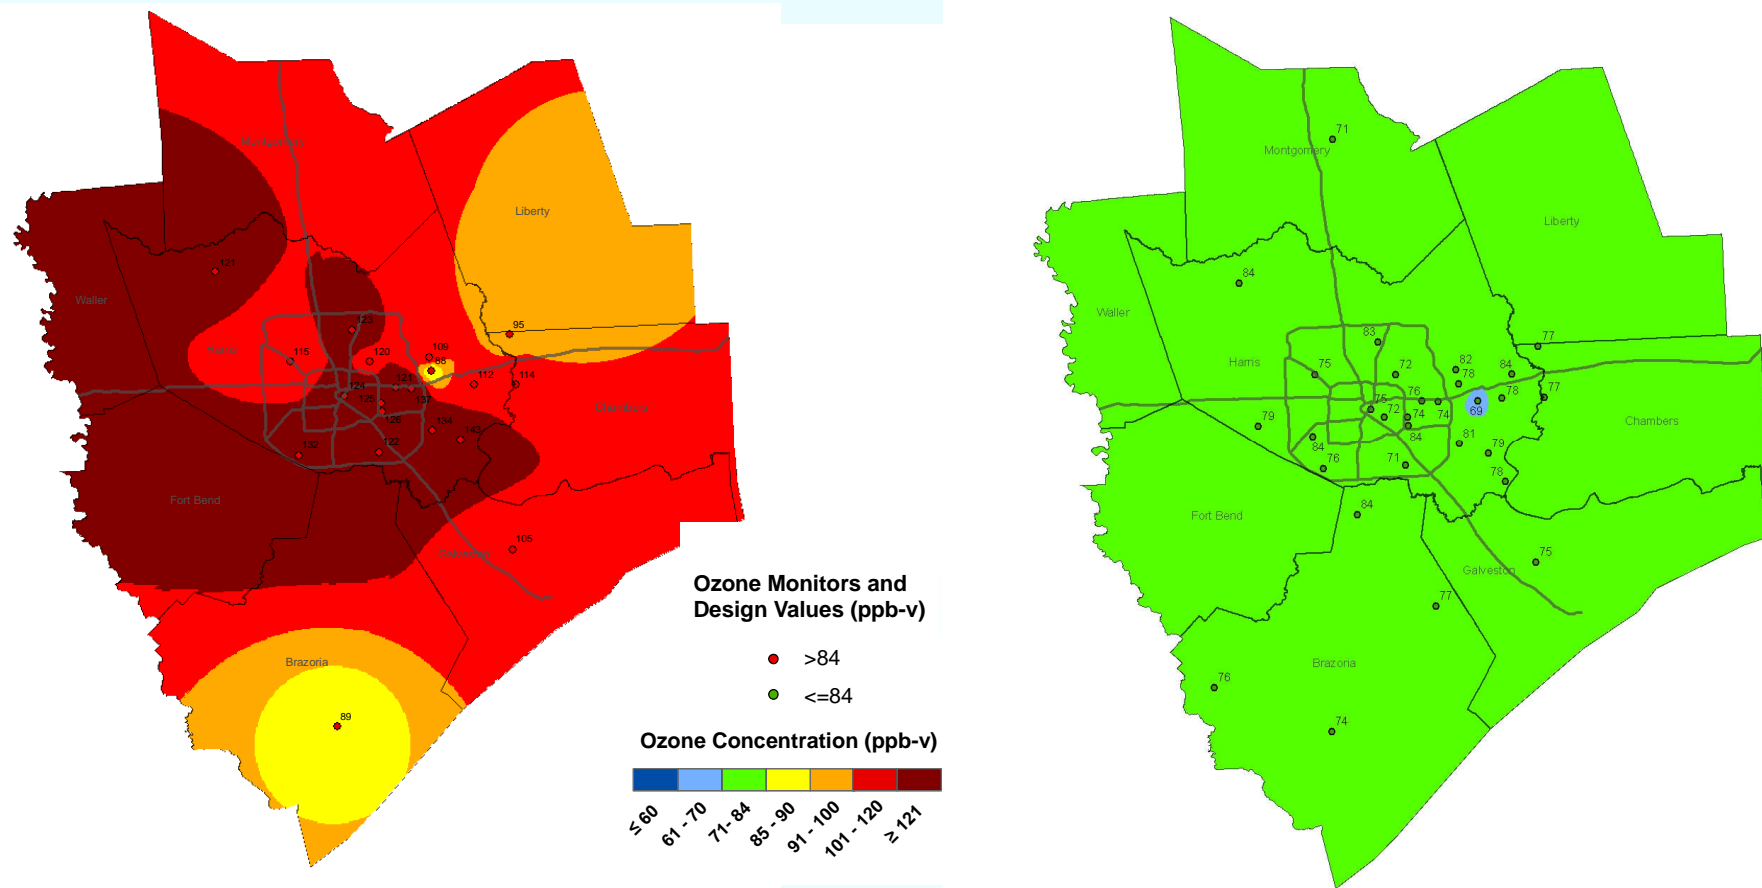 Montgomery
Liberty
121
Waller
123
95
Harris
115
120
109
88
112
114
124
121
137
125
126
Chambers
134
143
132
122
Fort Bend
105
Galveston
Brazoria
89
Ozone Monitors and
Design Values (ppb-v)
>84
<=84
Ozone Concentration (ppb-v)
≤ 60
61 - 70
71- 84
85 - 90
91 - 100
101 - 120
≥ 121
71
Montgomery
Liberty
84
Waller
83
77
Harris
75
72
82
78
84
76
78
77
75
72
74
74
69
Chambers
79
84
84
81
79
76
71
78
Fort Bend
84
75
Galveston
77
Brazoria
76
74